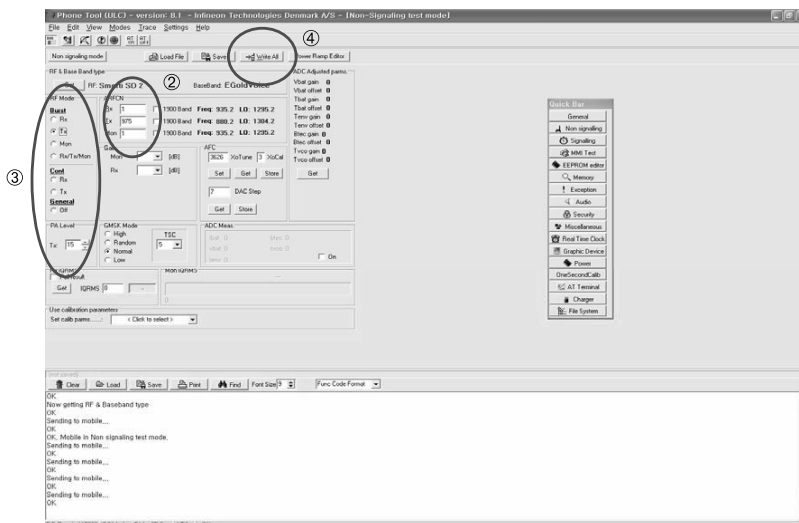 Phone Tool (ULC) - version: 8.1 - Infineon Technologies Denmark A/S - [Non-Signaling test mode]
File Edit View Modes Trace Settings Help
④
Non signaling mode Load File Save Write All Power Ramp Editor
RF & Base Band type
②
RF: Smarti SD 2 BaseBand: EGoldVoice
ADC Adjusted parms.
Vbat gain 0
Vbat offset 0
Tbat gain 0
Tbat offset 0
Tenv gain 0
Tenv offset 0
Btec gain 0
Btec offset 0
Tvco gain 0
Tvco offset 0
Get
③
RF Mode
Burst
Rx
Tx
Mon
Rx/Tx/Mon
Cont
Rx
Tx
General
Off
ARFCN
Rx 1 1900 Band Freq: 935.2 LO: 1295.2
Tx 975 1900 Band Freq: 880.2 LO: 1304.2
Mon 1 1900 Band Freq: 935.2 LO: 1295.2
Mon [dB]
Rx [dB]
AFC
3626 XoTune 3 XoCal
Set Get Store
7 DAC Step
Get Store
PA Level
Tx: 15
GMSK Mode
High
Random
Normal
Low
TSC
5
ADC Meas.
On
Mon IQRMS
Get IQRMS 0
0
Use calibration parameters
Set calib parms.....: < Click to select >
Quick Bar
General
Non signalling
Signaling
MMI Test
EEPROM editor
Memory
Exception
Audio
Security
Miscellaneous
Real Time Clock
Graphic Device
Power
OneSecondCalib
AT Terminal
Charger
File System
Clear Load Save Print Find Font Size 9 Func Code Format
OK
Now getting RF & Baseband type
OK
Sending to mobile...
OK
OK, Mobile in Non signaling test mode.
Sending to mobile...
OK
Sending to mobile...
OK
Sending to mobile...
OK
Sending to mobile...
OK